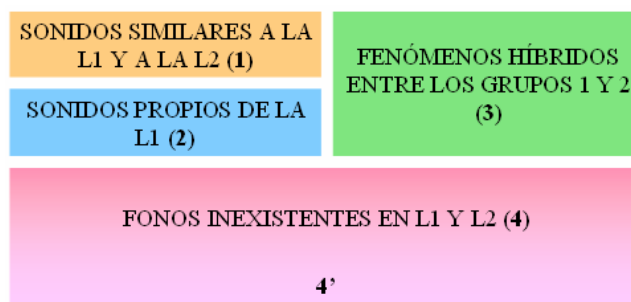 SONIDOS SIMILARES A LA
L1 Y A LA L2 (1)
SONIDOS PROPIOS DE LA
L1 (2)
FENÓMENOS HÍBRIDOS
ENTRE LOS GRUPOS 1 Y 2
(3)
FONOS INEXISTENTES EN L1 Y L2 (4)
4’